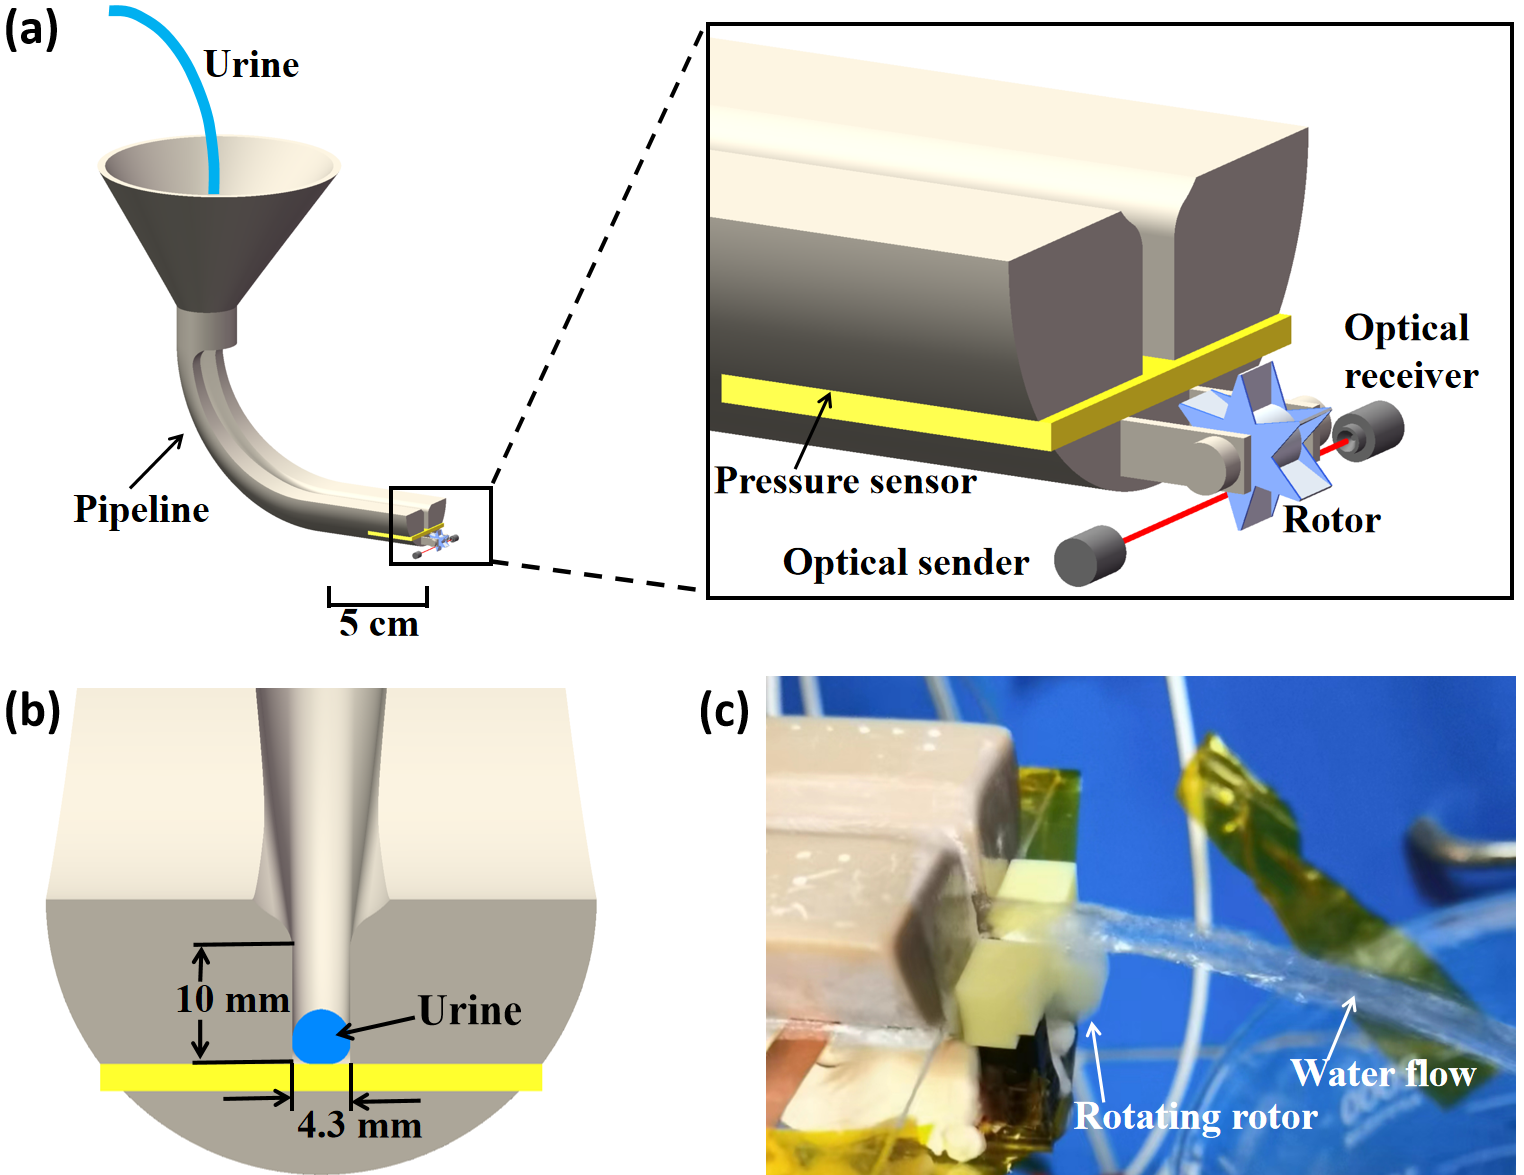 (a)
Urine
Pipeline
5 cm
Optical
receiver
Pressure sensor
Rotor
Optical sender
(b)
10 mm
Urine
4.3 mm
(c)
Water flow
Rotating rotor